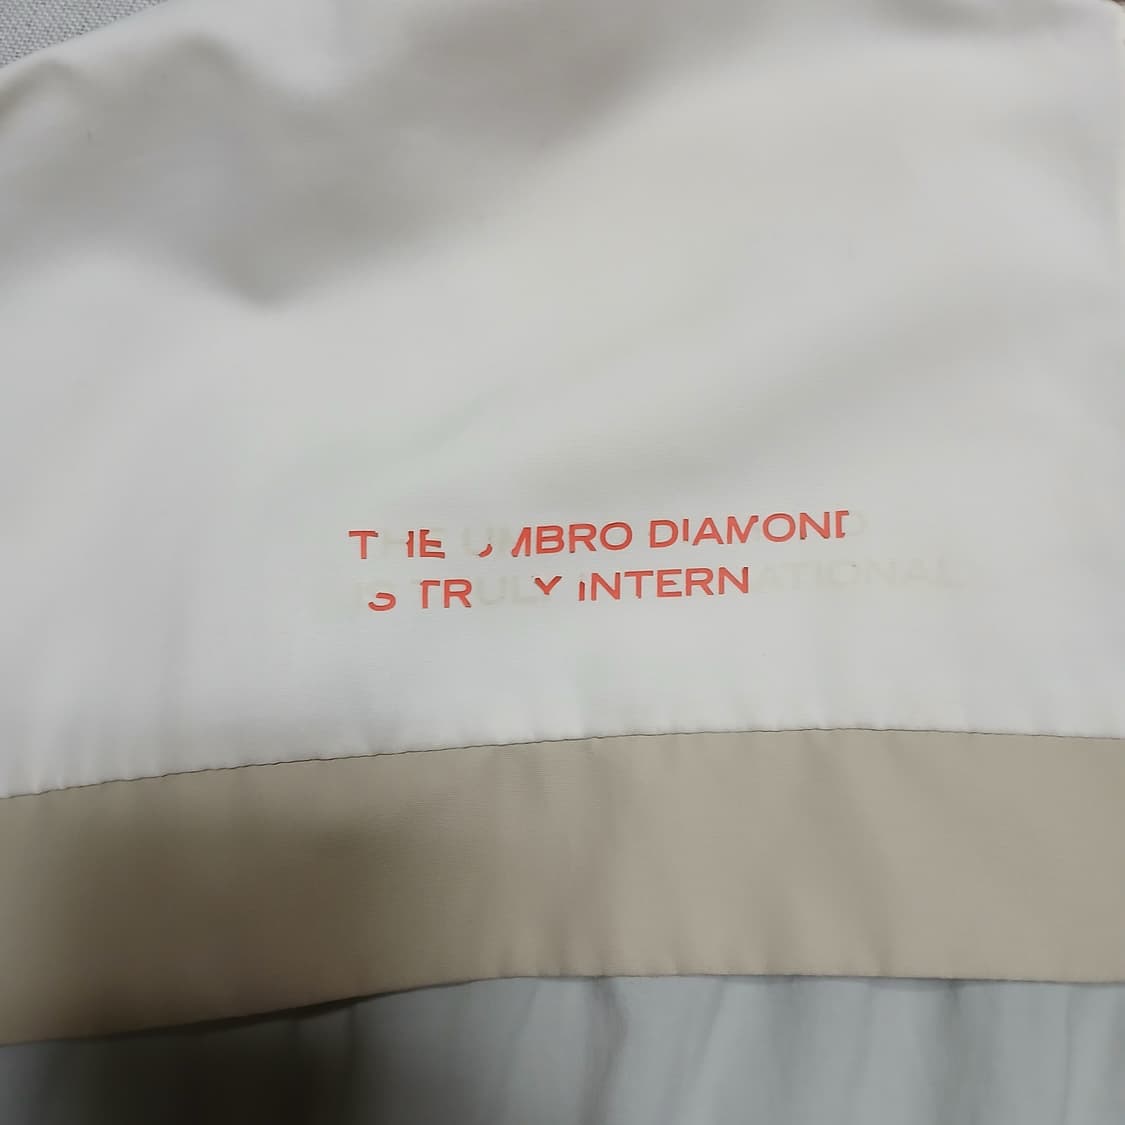 THE UMBRO DIAMOND
IS TRULY INTERNATIONAL